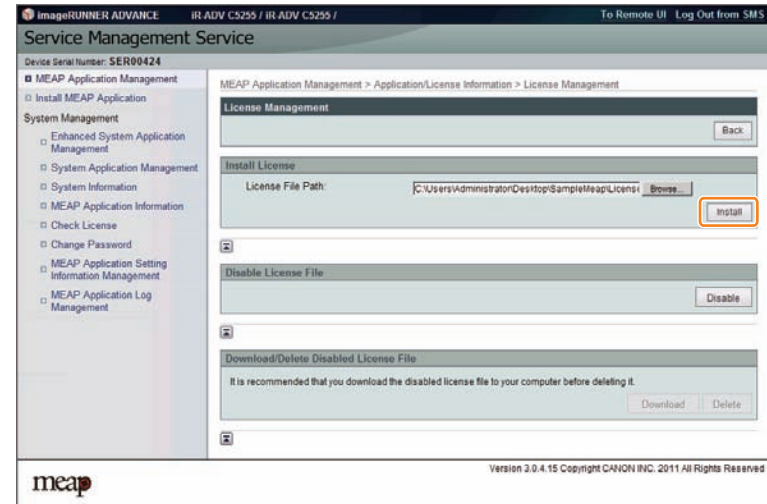 imageRUNNER ADVANCE iR-ADV C5255 / iR-ADV C5255 / To Remote UI Log Out from SMS
Service Management Service
Device Serial Number: SER00424
MEAP Application Management
Install MEAP Application
System Management
Enhanced System Application
Management
System Application Management
System Information
MEAP Application Information
Check License
Change Password
MEAP Application Setting
Information Management
MEAP Application Log
Management
MEAP Application Management > Application/License Information > License Management
License Management
Back
Install License
License File Path: C:\Users\Administrator\Desktop\SampleMeap\License Browse...
Install
Disable License File
Disable
Download/Delete Disabled License File
It is recommended that you download the disabled license file to your computer before deleting it.
Download Delete
Version 3.0.4.15 Copyright CANON INC. 2011 All Rights Reserved
meap